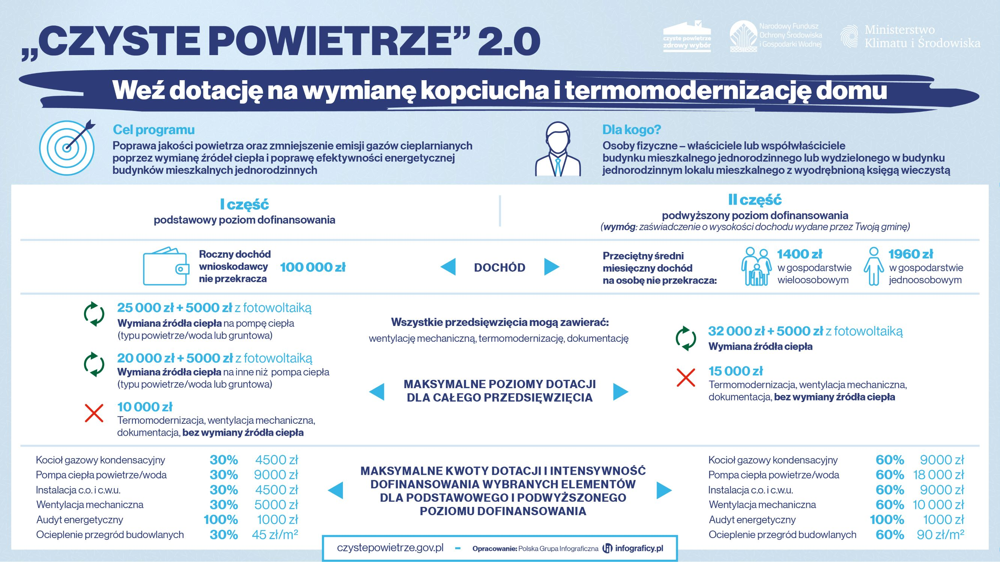 „CZYSTE POWIETRZE” 2.0
czyste powietrze
zdrowy wybór
Narodowy Fundusz
Ochrony Środowiska
i Gospodarki Wodnej
Ministerstwo
Klimatu i Środowiska
Weź dotację na wymianę kopciucha i termomodernizację domu
Cel programu
Poprawa jakości powietrza oraz zmniejszenie emisji gazów cieplarnianych
poprzez wymianę źródeł ciepła i poprawę efektywności energetycznej
budynków mieszkalnych jednorodzinnych
Dla kogo?
Osoby fizyczne – właściciele lub współwłaściciele
budynku mieszkalnego jednorodzinnego lub wydzielonego w budynku
jednorodzinnym lokalu mieszkalnego z wyodrębnioną księgą wieczystą
I część
podstawowy poziom dofinansowania
II część
podwyższony poziom dofinansowania
(wymóg: zaświadczenie o wysokości dochodu wydane przez Twoją gminę)
Roczny dochód
wnioskodawcy
nie przekracza
100 000 zł
DOCHÓD
Przeciętny średni
miesięczny dochód
na osobę nie przekracza:
1400 zł
w gospodarstwie
wieloosobowym
1960 zł
w gospodarstwie
jednoosobowym
25 000 zł + 5000 zł z fotowoltaiką
Wymiana źródła ciepła na pompę ciepła
(typu powietrze/woda lub gruntowa)
20 000 zł + 5000 zł z fotowoltaiką
Wymiana źródła ciepła na inne niż pompa ciepła
(typu powietrze/woda lub gruntowa)
10 000 zł
Termomodernizacja, wentylacja mechaniczna,
dokumentacja, bez wymiany źródła ciepła
Wszystkie przedsięwzięcia mogą zawierać:
wentylację mechaniczną, termomodernizację, dokumentację
MAKSYMALNE POZIOMY DOTACJI
DLA CAŁEGO PRZEDSIĘWZIĘCIA
32 000 zł + 5000 zł z fotowoltaiką
Wymiana źródła ciepła
15 000 zł
Termomodernizacja, wentylacja mechaniczna,
dokumentacja, bez wymiany źródła ciepła
Kocioł gazowy kondensacyjny 30% 4500 zł
Pompa ciepła powietrze/woda 30% 9000 zł
Instalacja c.o. i c.w.u. 30% 4500 zł
Wentylacja mechaniczna 30% 5000 zł
Audyt energetyczny 100% 1000 zł
Ocieplenie przegród budowlanych 30% 45 zł/m²
MAKSYMALNE KWOTY DOTACJI I INTENSYWNOŚĆ
DOFINANSOWANIA WYBRANYCH ELEMENTÓW
DLA PODSTAWOWEGO I PODWYŻSZONEGO
POZIOMU DOFINANSOWANIA
Kocioł gazowy kondensacyjny 60% 9000 zł
Pompa ciepła powietrze/woda 60% 18 000 zł
Instalacja c.o. i c.w.u. 60% 9000 zł
Wentylacja mechaniczna 60% 10 000 zł
Audyt energetyczny 100% 1000 zł
Ocieplenie przegród budowlanych 60% 90 zł/m²
czystepowietrze.gov.pl - Opracowanie: Polska Grupa Infograficzna infograficy.pl